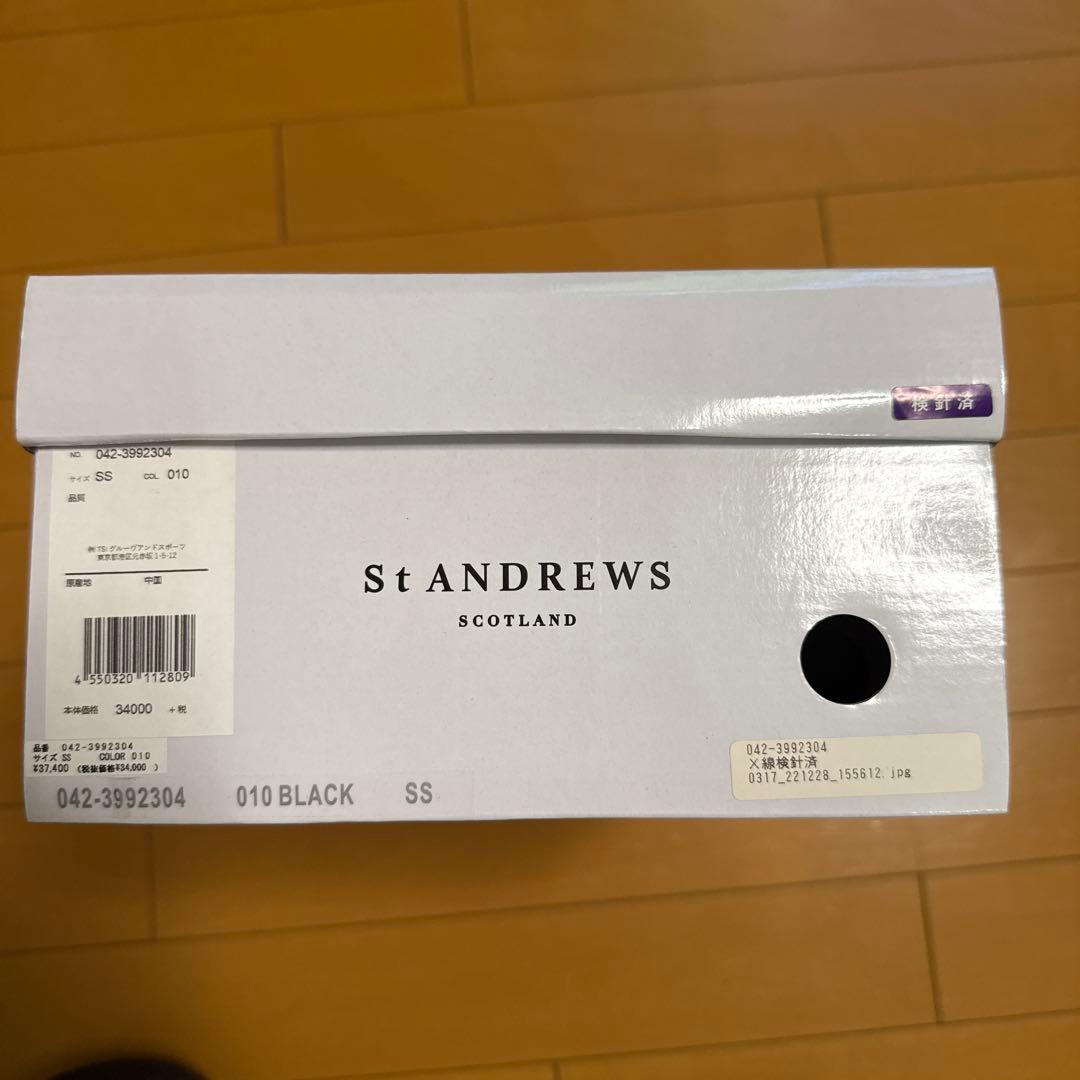 検針済
NO. 042-3992304
サイズ SS COL 010
品質
㈱TSIグルーヴアンドスポーツ
東京都港区元赤坂1-5-12
原産地 中国
4 550320 112809
本体価格 34000 +税
St ANDREWS
SCOTLAND
品番 042-3992304
サイズ SS COLOR 010
¥37,400 (税抜価格¥34,000 )
042-3992304 010 BLACK SS
042-3992304
X線検針済
0317_221228_155612.jpg